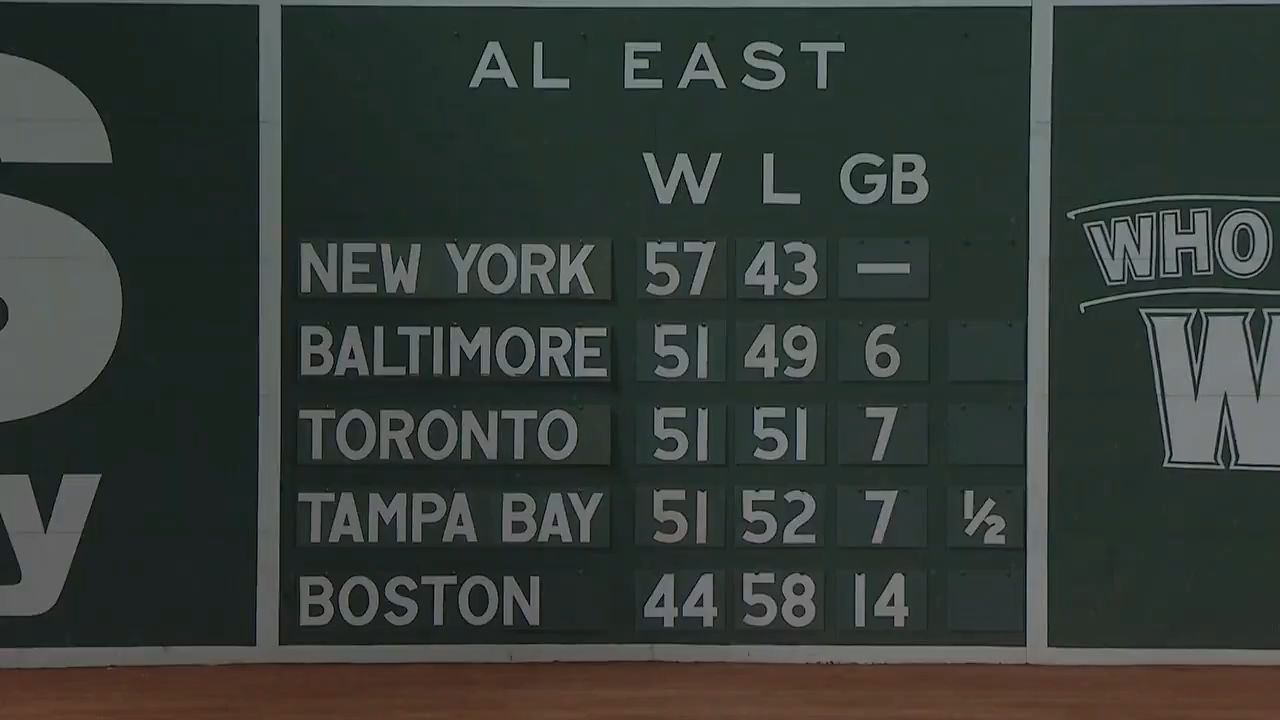 AL EAST
W L GB
NEW YORK 57 43 —
BALTIMORE 51 49 6
TORONTO 51 51 7
TAMPA BAY 51 52 7 ½
BOSTON 44 58 14
S
y
WHO
W